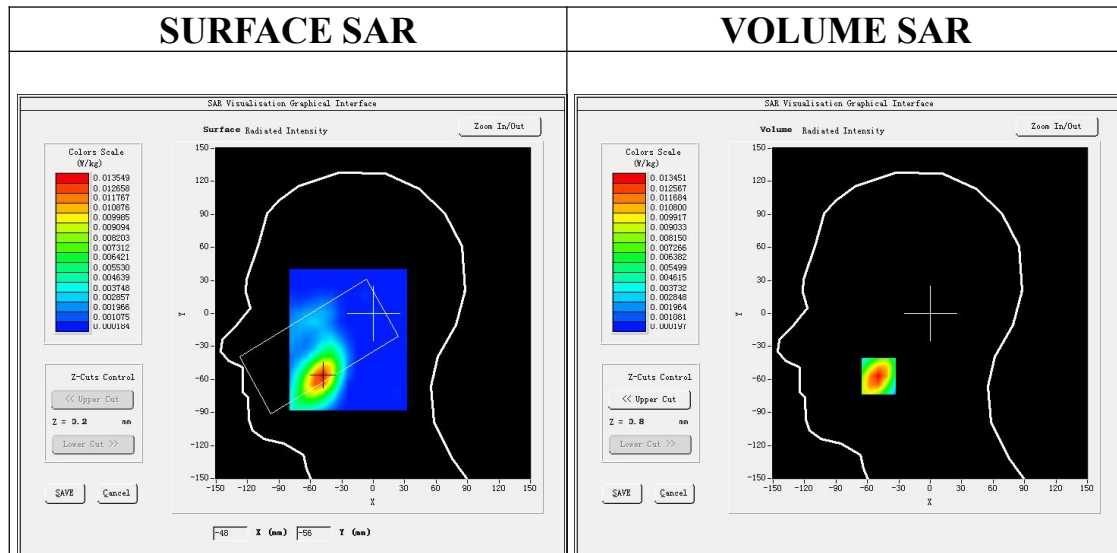 SURFACE SAR
VOLUME SAR
SAR Visualisation Graphical Interface
Surface Radiated Intensity
Zoom In/Out
Colors Scale
(W/kg)
0.013549
0.012658
0.011767
0.010876
0.009985
0.009094
0.008203
0.007312
0.006421
0.005530
0.004639
0.003748
0.002857
0.001966
0.001075
0.000184
Z-Cuts Control
<< Upper Cut
Z = 0.2 mm
Lower Cut >>
SAVE Cancel
150
120
90
60
30
0
-30
-60
-90
-120
-150
Y
-150 -120 -90 -60 -30 0 30 60 90 120 150
X
-48 X (mm) -56 Y (mm)
SAR Visualisation Graphical Interface
Volume Radiated Intensity
Zoom In/Out
Colors Scale
(W/kg)
0.013451
0.012567
0.011684
0.010800
0.009917
0.009033
0.008150
0.007266
0.006382
0.005499
0.004615
0.003732
0.002848
0.001964
0.001081
0.000197
Z-Cuts Control
<< Upper Cut
Z = 0.8 mm
Lower Cut >>
SAVE Cancel
150
120
90
60
30
0
-30
-60
-90
-120
-150
Y
-150 -120 -90 -60 -30 0 30 60 90 120 150
X